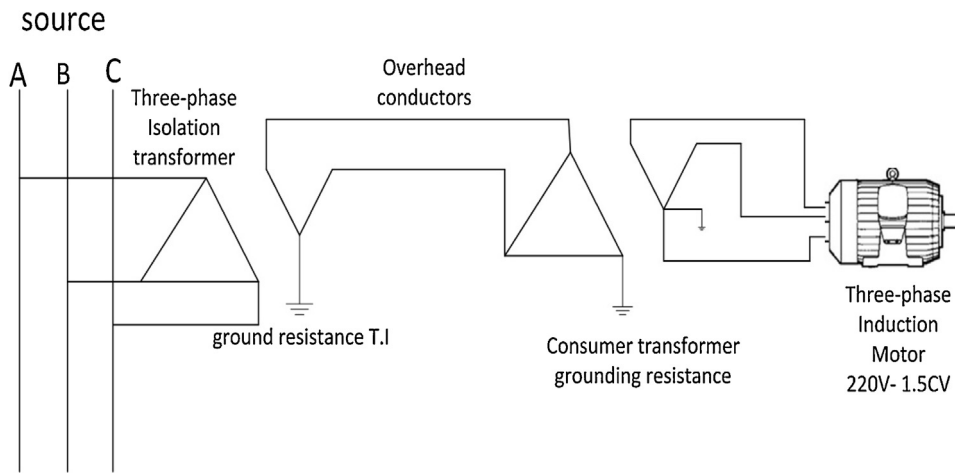 source
A B C
Three-phase
Isolation
transformer
Overhead
conductors
ground resistance T.I
Consumer transformer
grounding resistance
Three-phase
Induction
Motor
220V- 1.5CV